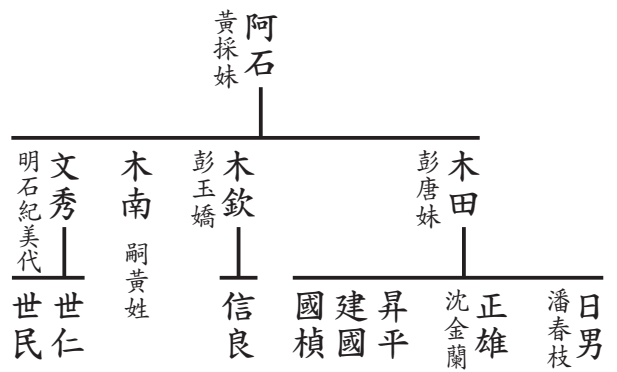 阿石
黃採妹
木田
彭唐妹
木欽
彭玉嬌
木南
嗣黃姓
文秀
明石紀美代
日男
潘春枝
正雄
沈金蘭
昇平
建國
國楨
信良
世仁
世民